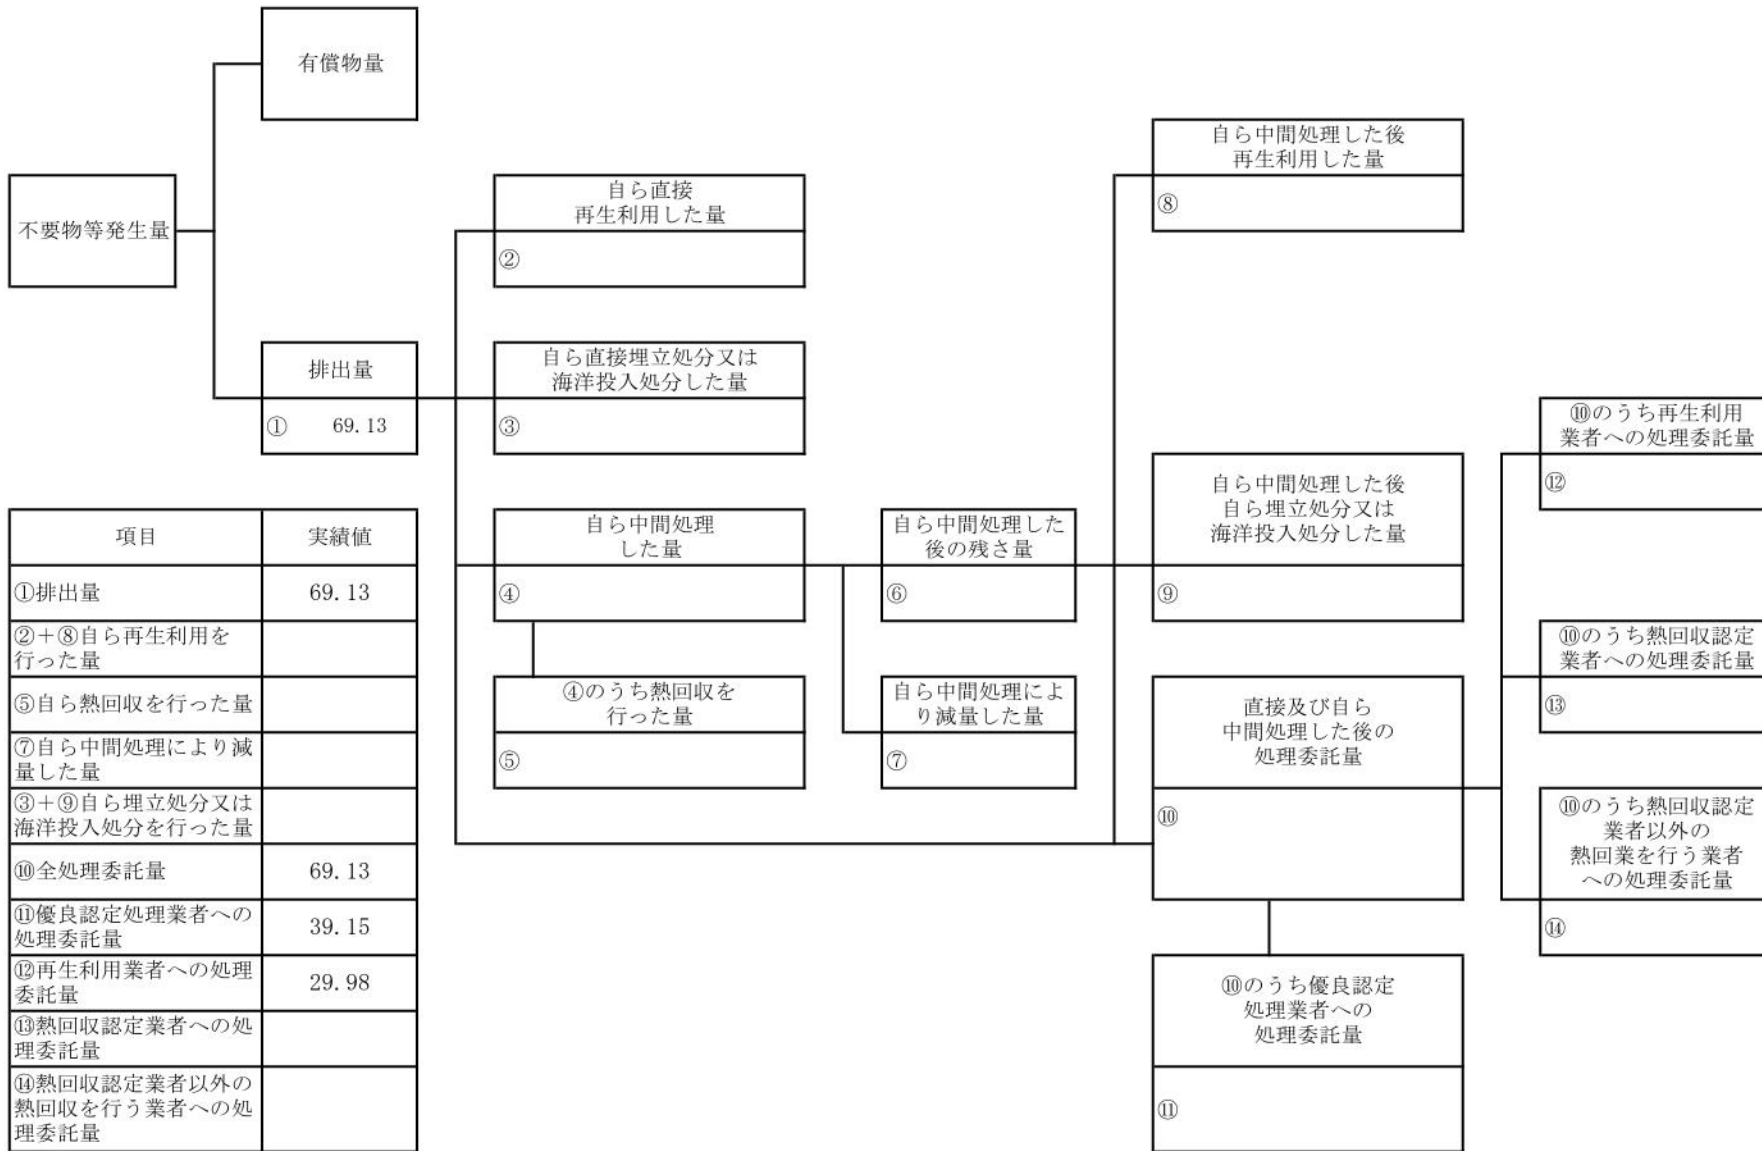 有償物量
不要物等発生量
排出量
① 69.13
自ら直接
再生利用した量
②
自ら直接埋立処分又は
海洋投入処分した量
③
自ら中間処理
した量
④
④のうち熱回収を
行った量
⑤
自ら中間処理した
後の残さ量
⑥
自ら中間処理によ
り減量した量
⑦
自ら中間処理した後
再生利用した量
⑧
自ら中間処理した後
自ら埋立処分又は
海洋投入処分した量
⑨
直接及び自ら
中間処理した後の
処理委託量
⑩
⑩のうち優良認定
処理業者への
処理委託量
⑪
⑩のうち再生利用
業者への処理委託量
⑫
⑩のうち熱回収認定
業者への処理委託量
⑬
⑩のうち熱回収認定
業者以外の
熱回業を行う業者
への処理委託量
⑭
項目 実績値
①排出量 69.13
②+⑧自ら再生利用を
行った量
⑤自ら熱回収を行った量
⑦自ら中間処理により減
量した量
③+⑨自ら埋立処分又は
海洋投入処分を行った量
⑩全処理委託量 69.13
⑪優良認定処理業者への
処理委託量 39.15
⑫再生利用業者への処理
委託量 29.98
⑬熱回収認定業者への処
理委託量
⑭熱回収認定業者以外の
熱回収を行う業者への処
理委託量